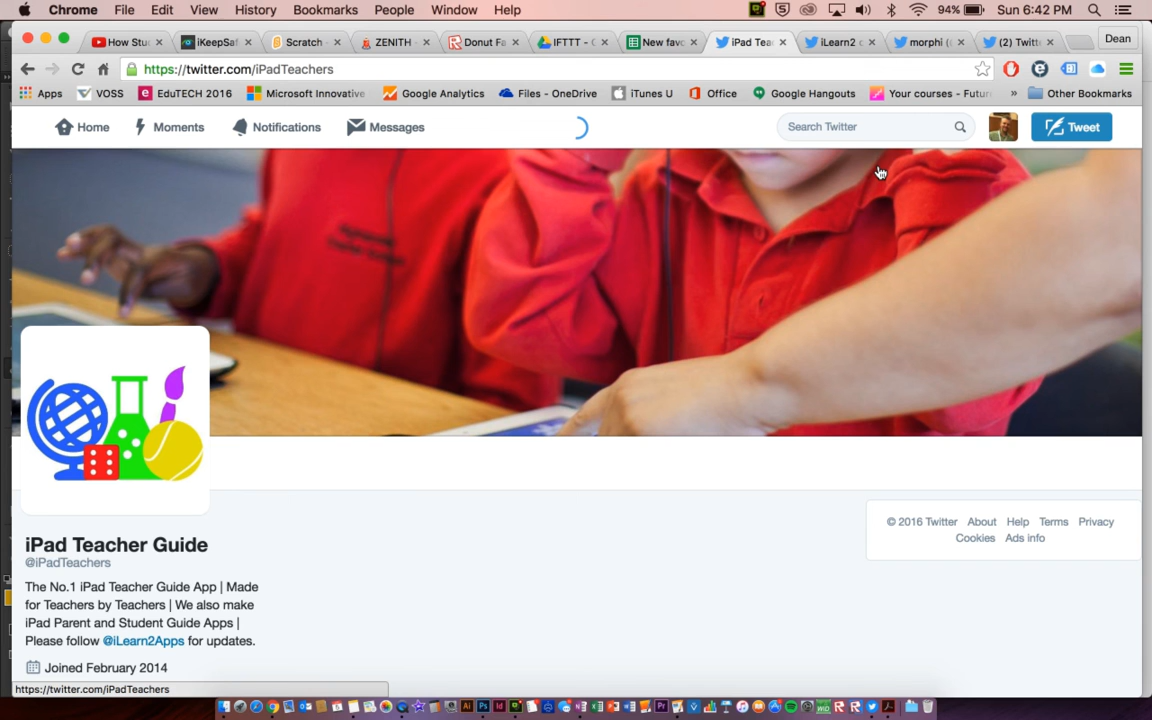 Chrome File Edit View History Bookmarks People Window Help 94% Sun 6:42 PM
How Stu iKeepSaf Scratch ZENITH Donut Fa IFTTT - New favo iPad Tea iLearn2 morphi (2) Twitt Dean
https://twitter.com/iPadTeachers
Apps VOSS EduTECH 2016 Microsoft Innovative Google Analytics Files - OneDrive iTunes U Office Google Hangouts Your courses - Futur » Other Bookmarks
Home Moments Notifications Messages Search Twitter Tweet
iPad Teacher Guide
@iPadTeachers
The No.1 iPad Teacher Guide App | Made
for Teachers by Teachers | We also make
iPad Parent and Student Guide Apps |
Please follow @iLearn2Apps for updates.
Joined February 2014
© 2016 Twitter About Help Terms Privacy
Cookies Ads info
https://twitter.com/iPadTeachers